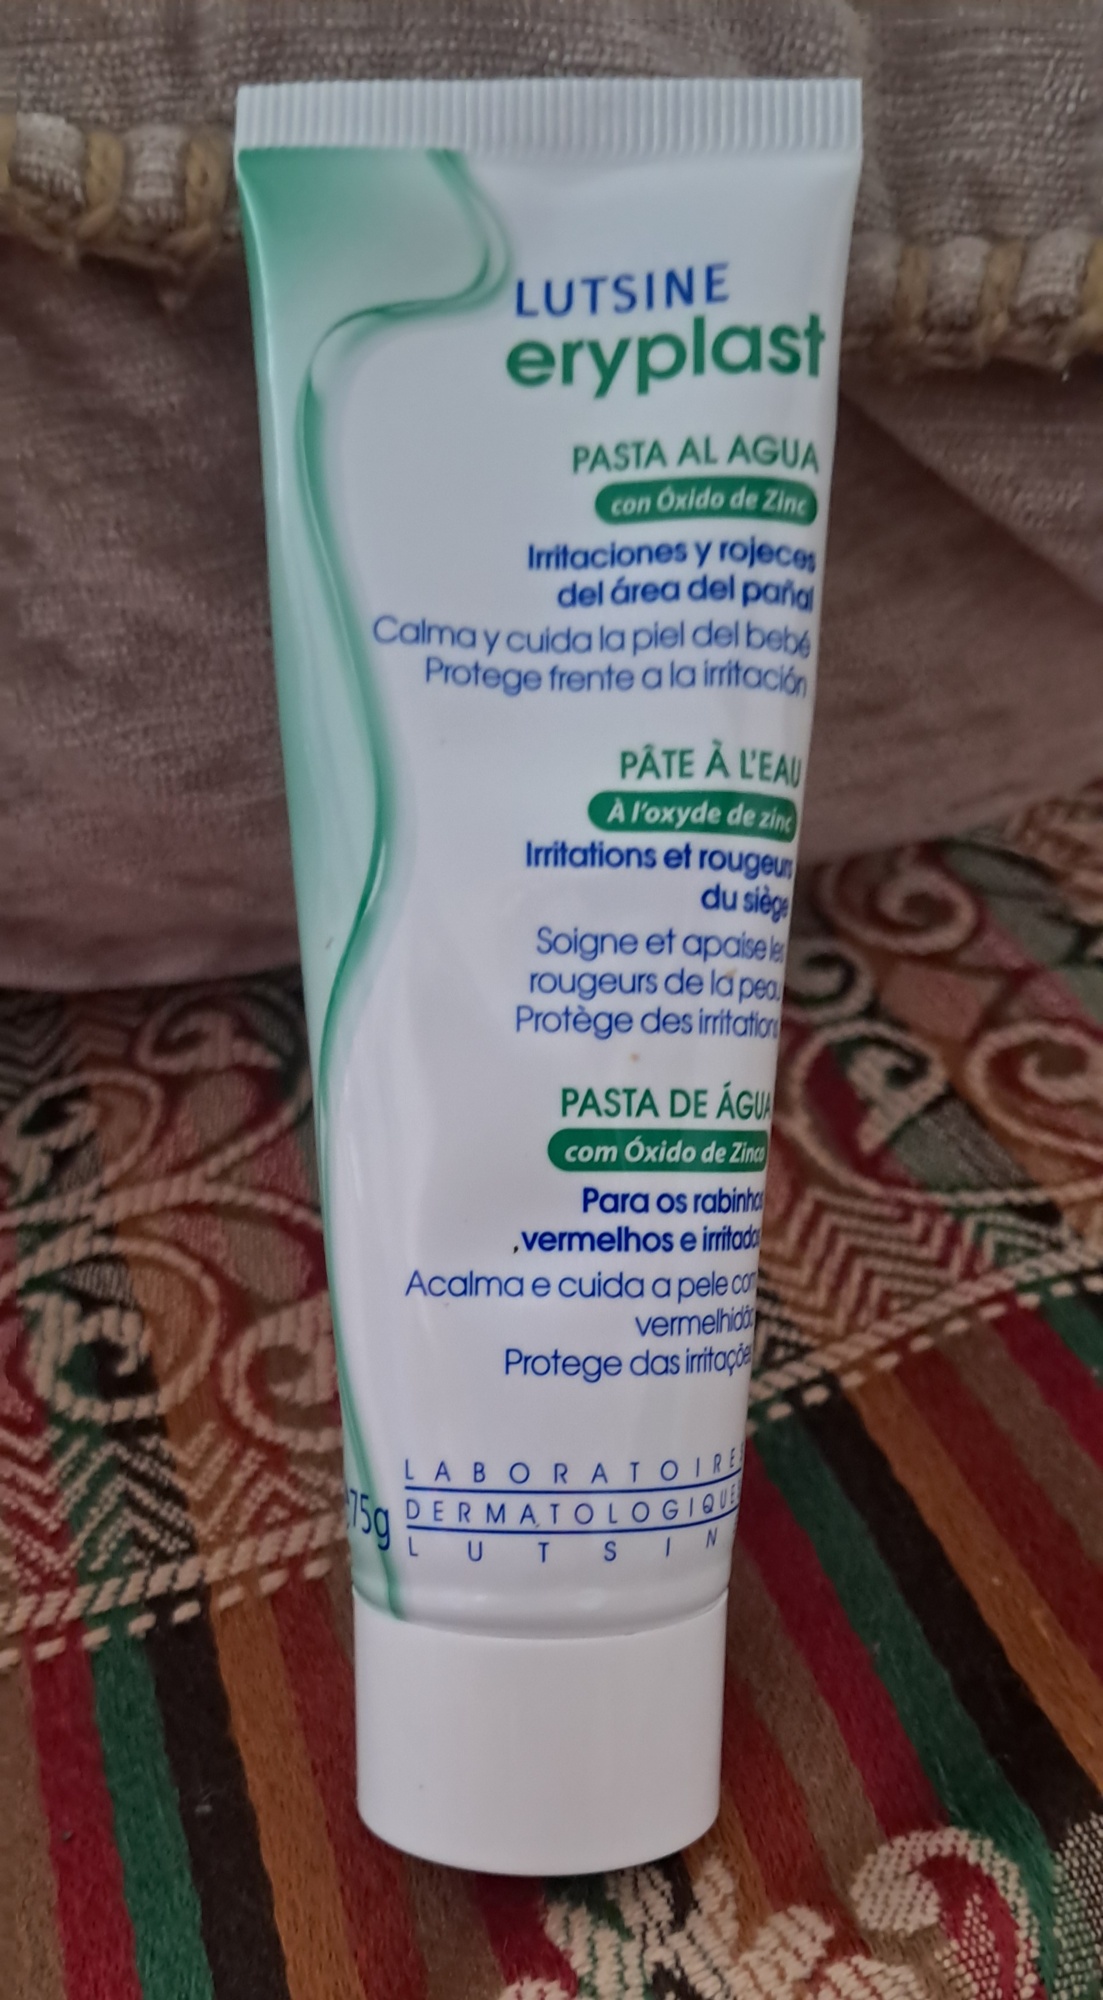 LUTSINE
eryplast
PASTA AL AGUA
con Óxido de Zinc
Irritaciones y rojeces
del área del pañal
Calma y cuida la piel del bebé
Protege frente a la irritación
PÂTE À L'EAU
À l'oxyde de zinc
Irritations et rougeurs
du siège
Soigne et apaise les
rougeurs de la peau
Protège des irritations
PASTA DE ÁGUA
com Óxido de Zinco
Para os rabinhos
vermelhos e irritados
Acalma e cuida a pele com
vermelhidão
Protege das irritações
75g
LABORATOIRES
DERMATOLOGIQUES
LUTSINE